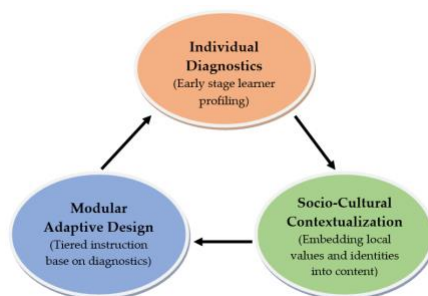 Individual
Diagnostics
(Early stage learner
profiling)
Modular
Adaptive Design
(Tiered instruction
base on diagnostics)
Socio-Cultural
Contextualization
(Embedding local
values and identities
into content)